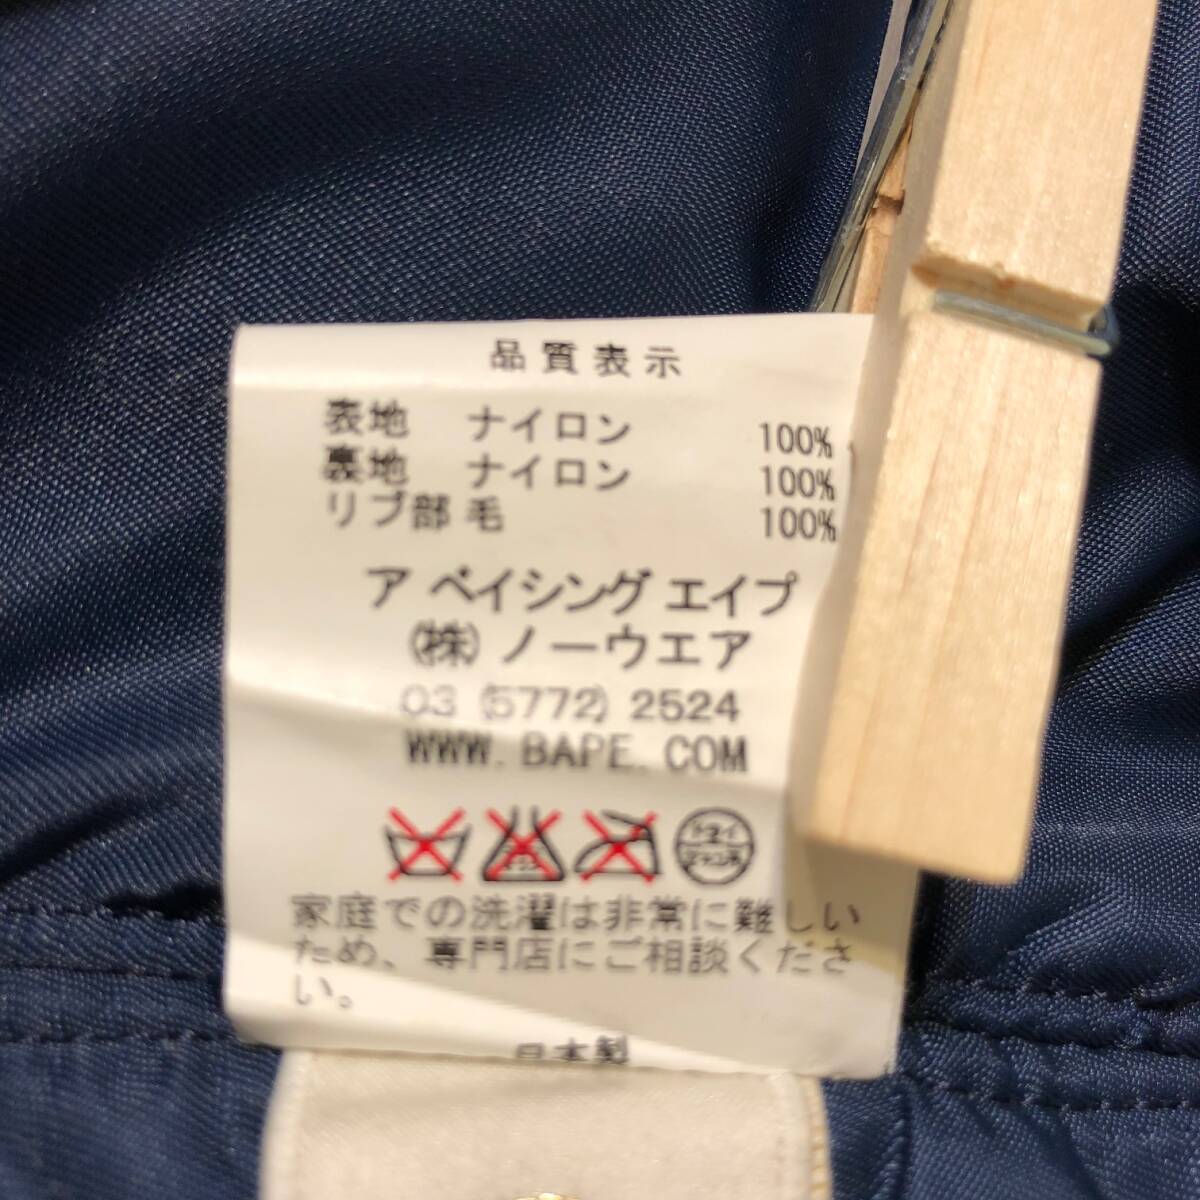 品質表示
表地 ナイロン 100%
裏地 ナイロン 100%
リブ部 毛 100%
ア ベイシング エイプ
(株) ノーウエア
03 (5772) 2524
WWW. BAPE. COM
ドライ
家庭での洗濯は非常に難しい
ため、専門店にご相談くださ
い。
日本製